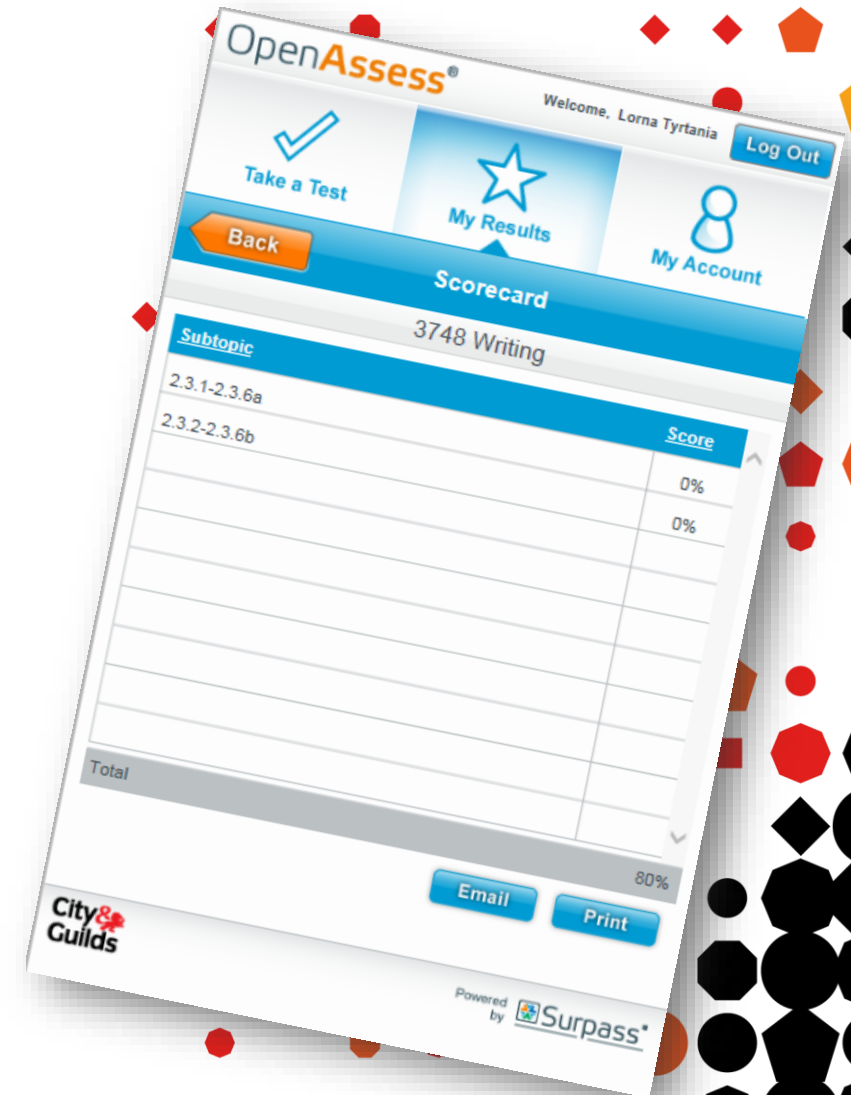 OpenAssess®
Welcome, Lorna Tyrtania
Log Out
Take a Test
My Results
My Account
Back
Scorecard
3748 Writing
Subtopic Score
2.3.1-2.3.6a 0%
2.3.2-2.3.6b 0%
Total 80%
Email Print
City&
Guilds
Powered
by Surpass